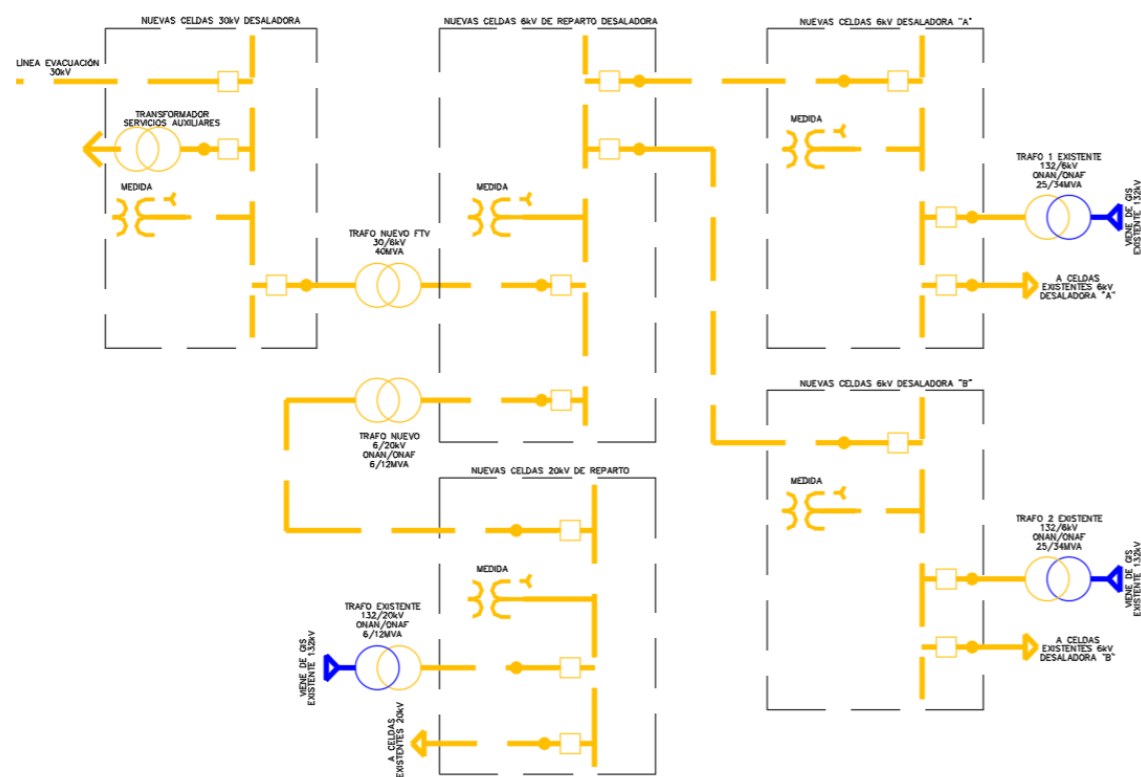 NUEVAS CELDAS 30kV DESALADORA
NUEVAS CELDAS 6kV DE REPARTO DESALADORA
NUEVAS CELDAS 6kV DESALADORA "A"
LÍNEA EVACUACIÓN
30kV
TRANSFORMADOR
SERVICIOS AUXILIARES
MEDIDA
MEDIDA
MEDIDA
TRAFO 1 EXISTENTE
132/6kV
ONAN/ONAF
25/34MVA
VIENE DE GIS
EXISTENTE 132kV
TRAFO NUEVO FTV
30/6kV
40MVA
A CELDAS
EXISTENTES 6kV
DESALADORA "A"
NUEVAS CELDAS 6kV DESALADORA "B"
TRAFO NUEVO
6/20kV
ONAN/ONAF
6/12MVA
NUEVAS CELDAS 20kV DE REPARTO
MEDIDA
MEDIDA
TRAFO 2 EXISTENTE
132/6kV
ONAN/ONAF
25/34MVA
VIENE DE GIS
EXISTENTE 132kV
TRAFO EXISTENTE
132/20kV
ONAN/ONAF
6/12MVA
VIENE DE GIS
EXISTENTE 132kV
A CELDAS
EXISTENTES 6kV
DESALADORA "B"
A CELDAS
EXISTENTES 20kV